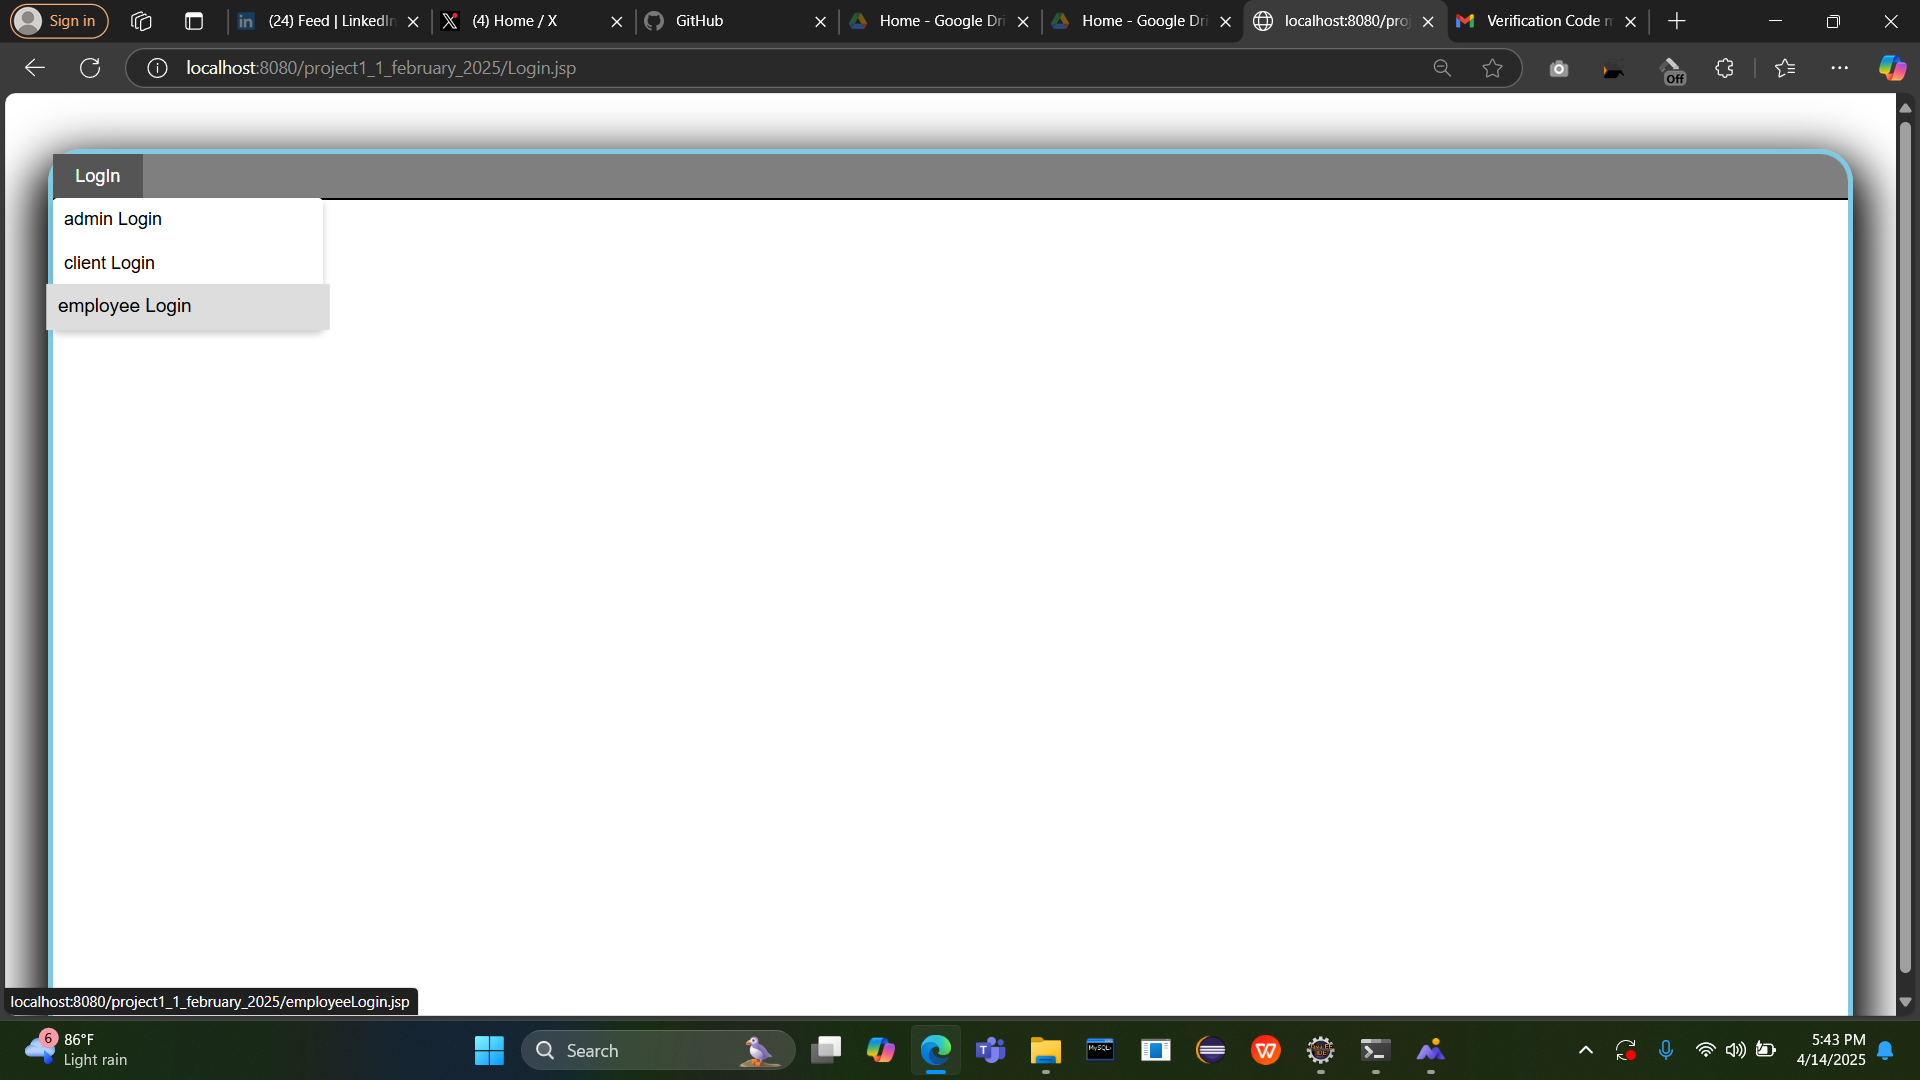 Sign in
(24) Feed | LinkedIn
(4) Home / X
GitHub
Home - Google Dri
Home - Google Dri
localhost:8080/proj
Verification Code m
localhost:8080/project1_1_february_2025/Login.jsp
Off
LogIn
admin Login
client Login
employee Login
localhost:8080/project1_1_february_2025/employeeLogin.jsp
6
86°F
Light rain
Search
MySQL
5:43 PM
4/14/2025